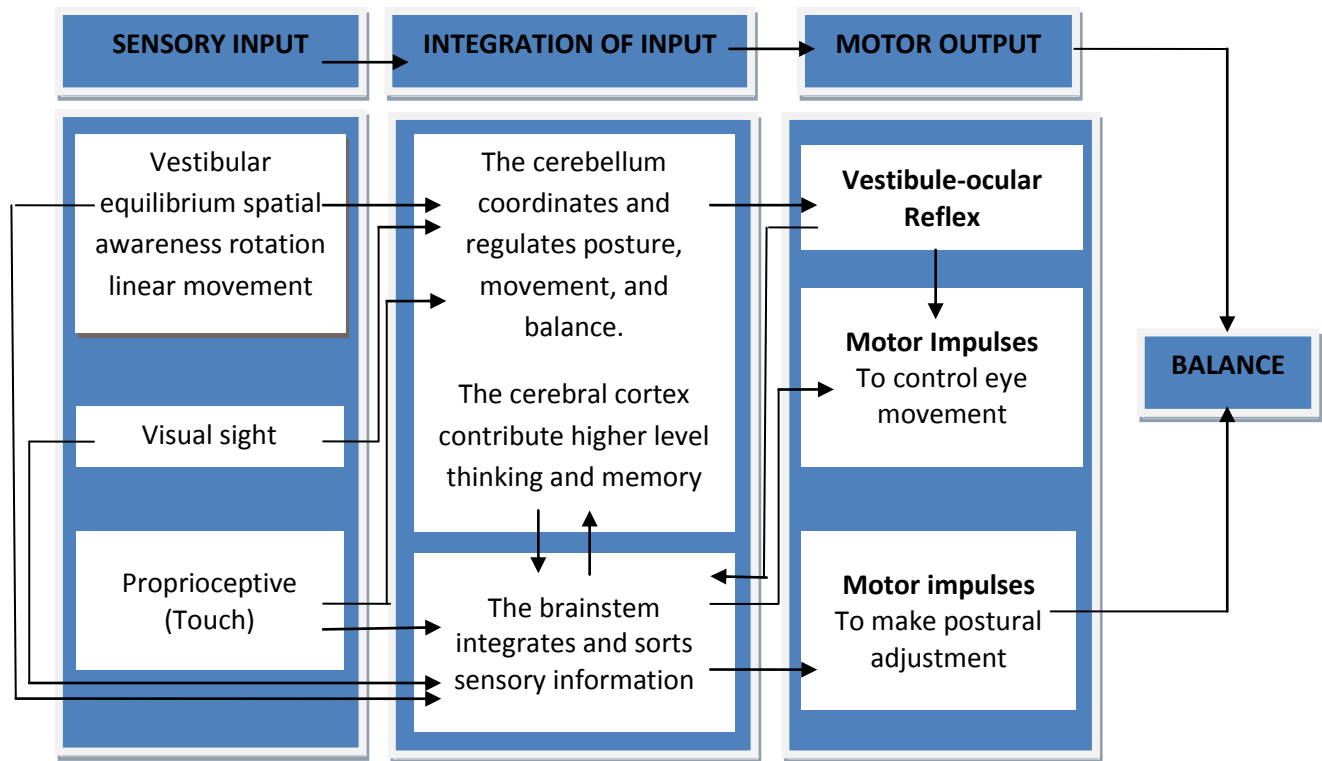 SENSORY INPUT
INTEGRATION OF INPUT
MOTOR OUTPUT
Vestibular
equilibrium spatial
awareness rotation
linear movement
Visual sight
Proprioceptive
(Touch)
The cerebellum
coordinates and
regulates posture,
movement, and
balance.
The cerebral cortex
contribute higher level
thinking and memory
The brainstem
integrates and sorts
sensory information
Vestibule-ocular
Reflex
Motor Impulses
To control eye
movement
Motor impulses
To make postural
adjustment
BALANCE